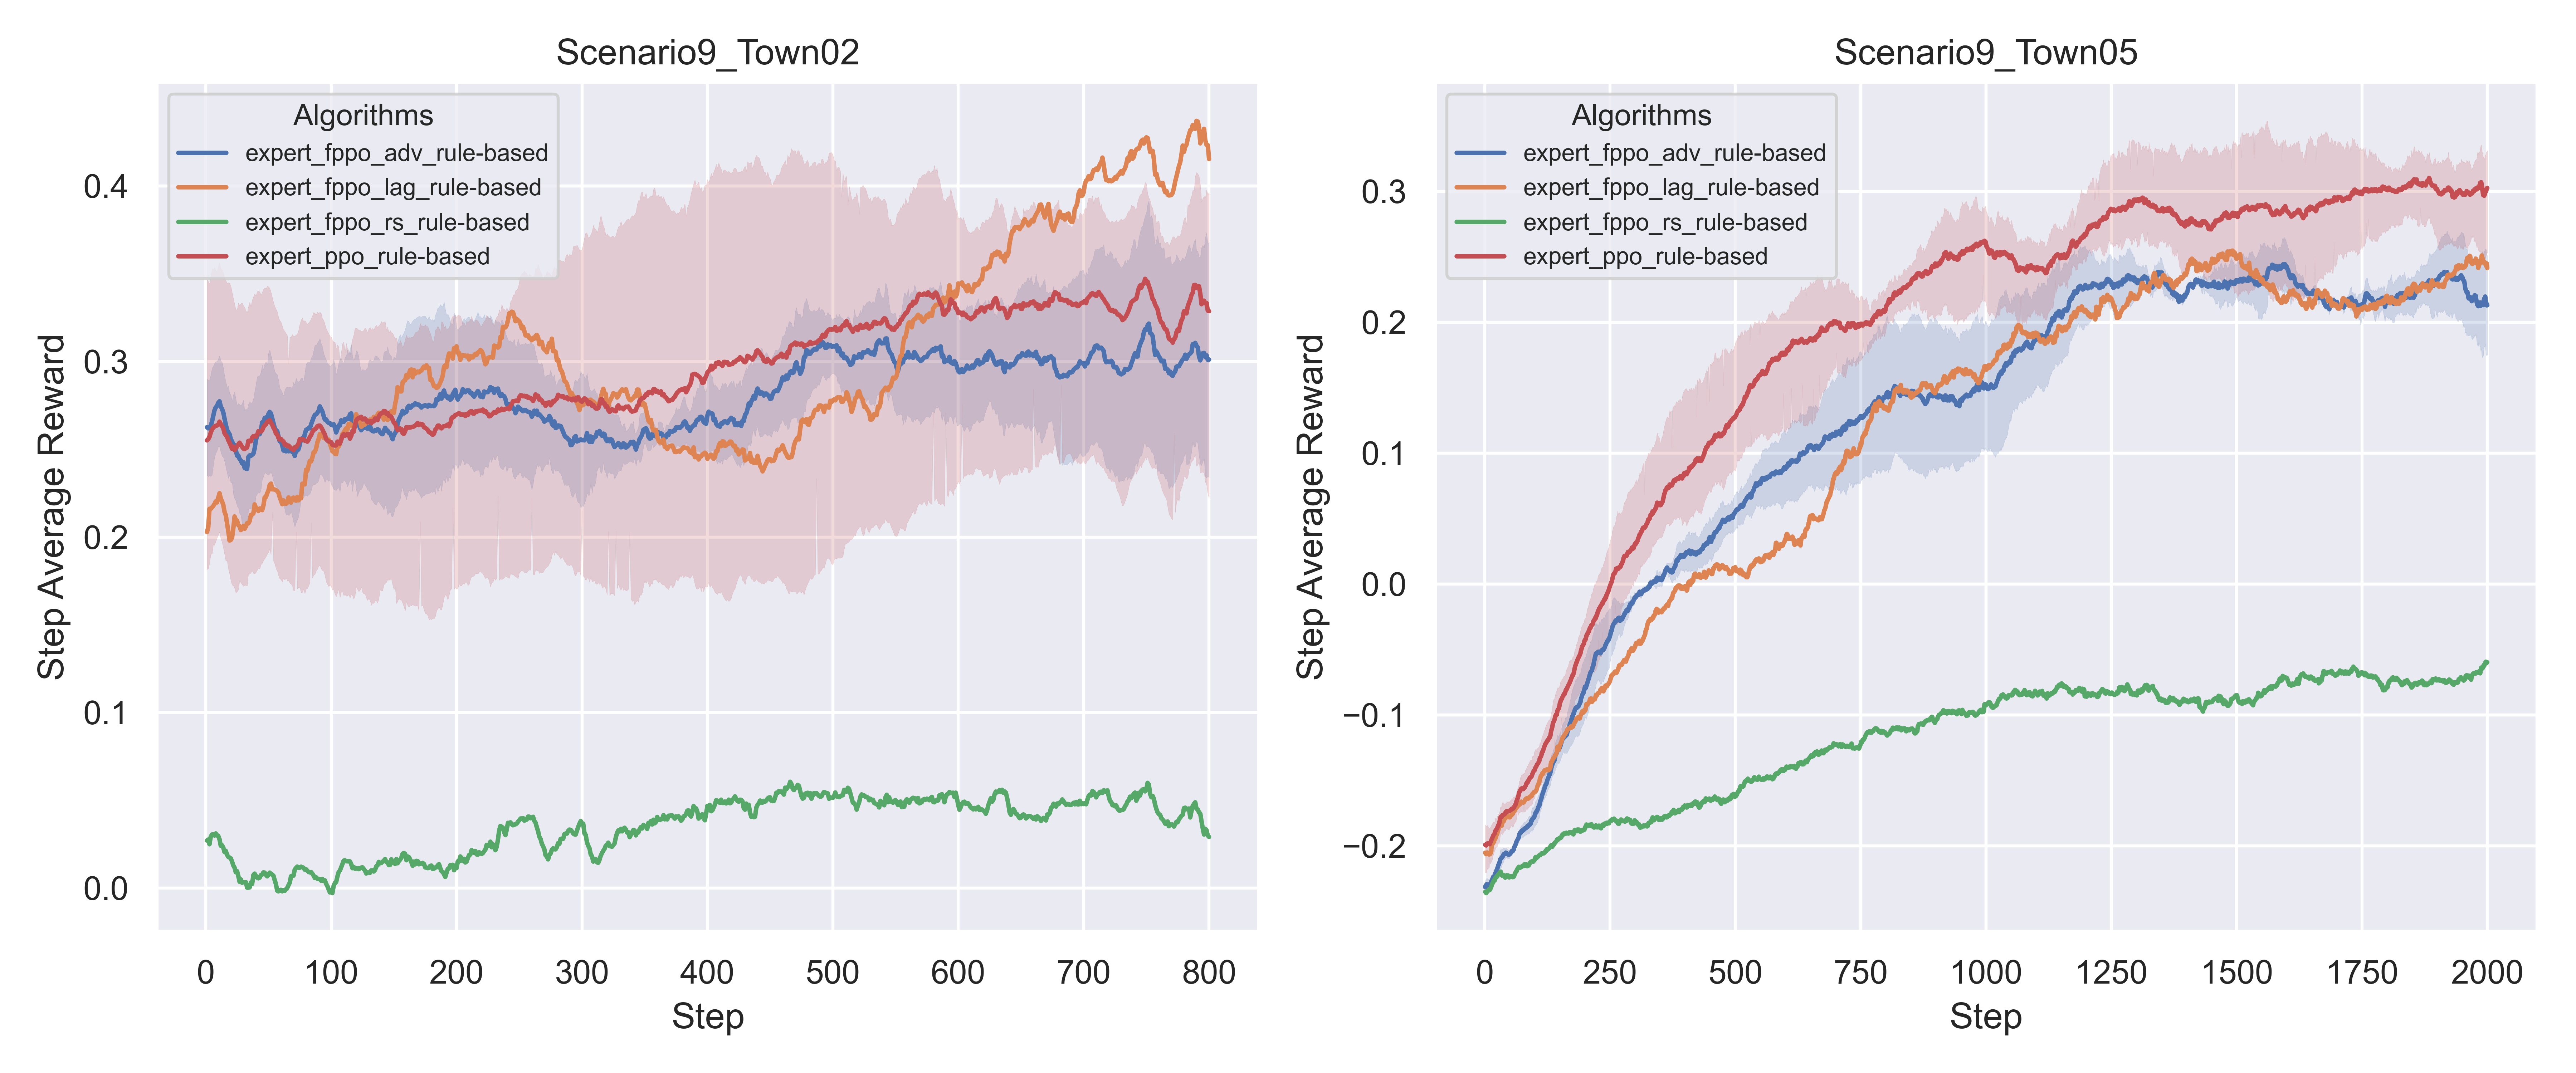 Scenario9_Town02
Algorithms
expert_fppo_adv_rule-based
expert_fppo_lag_rule-based
expert_fppo_rs_rule-based
expert_ppo_rule-based
Step Average Reward
0.4
0.3
0.2
0.1
0.0
0 100 200 300 400 500 600 700 800
Step
Scenario9_Town05
Algorithms
expert_fppo_adv_rule-based
expert_fppo_lag_rule-based
expert_fppo_rs_rule-based
expert_ppo_rule-based
Step Average Reward
0.3
0.2
0.1
0.0
−0.1
−0.2
0 250 500 750 1000 1250 1500 1750 2000
Step